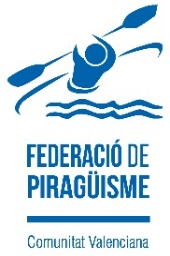 FEDERACIÓ DE
PIRAGÜISME
Comunitat Valenciana